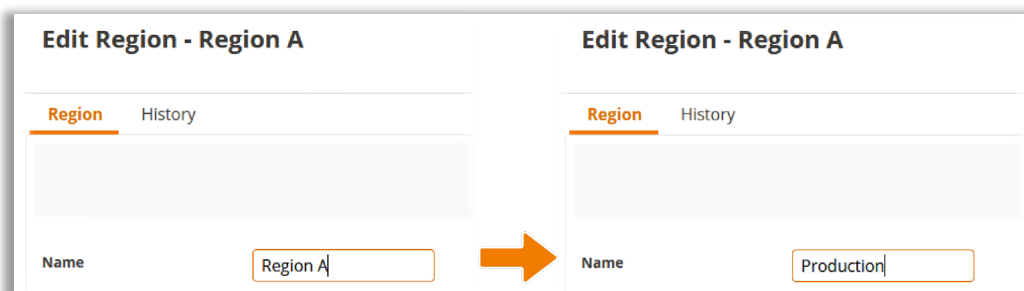 Edit Region - Region A
Region History
Name Region A
Edit Region - Region A
Region History
Name Production